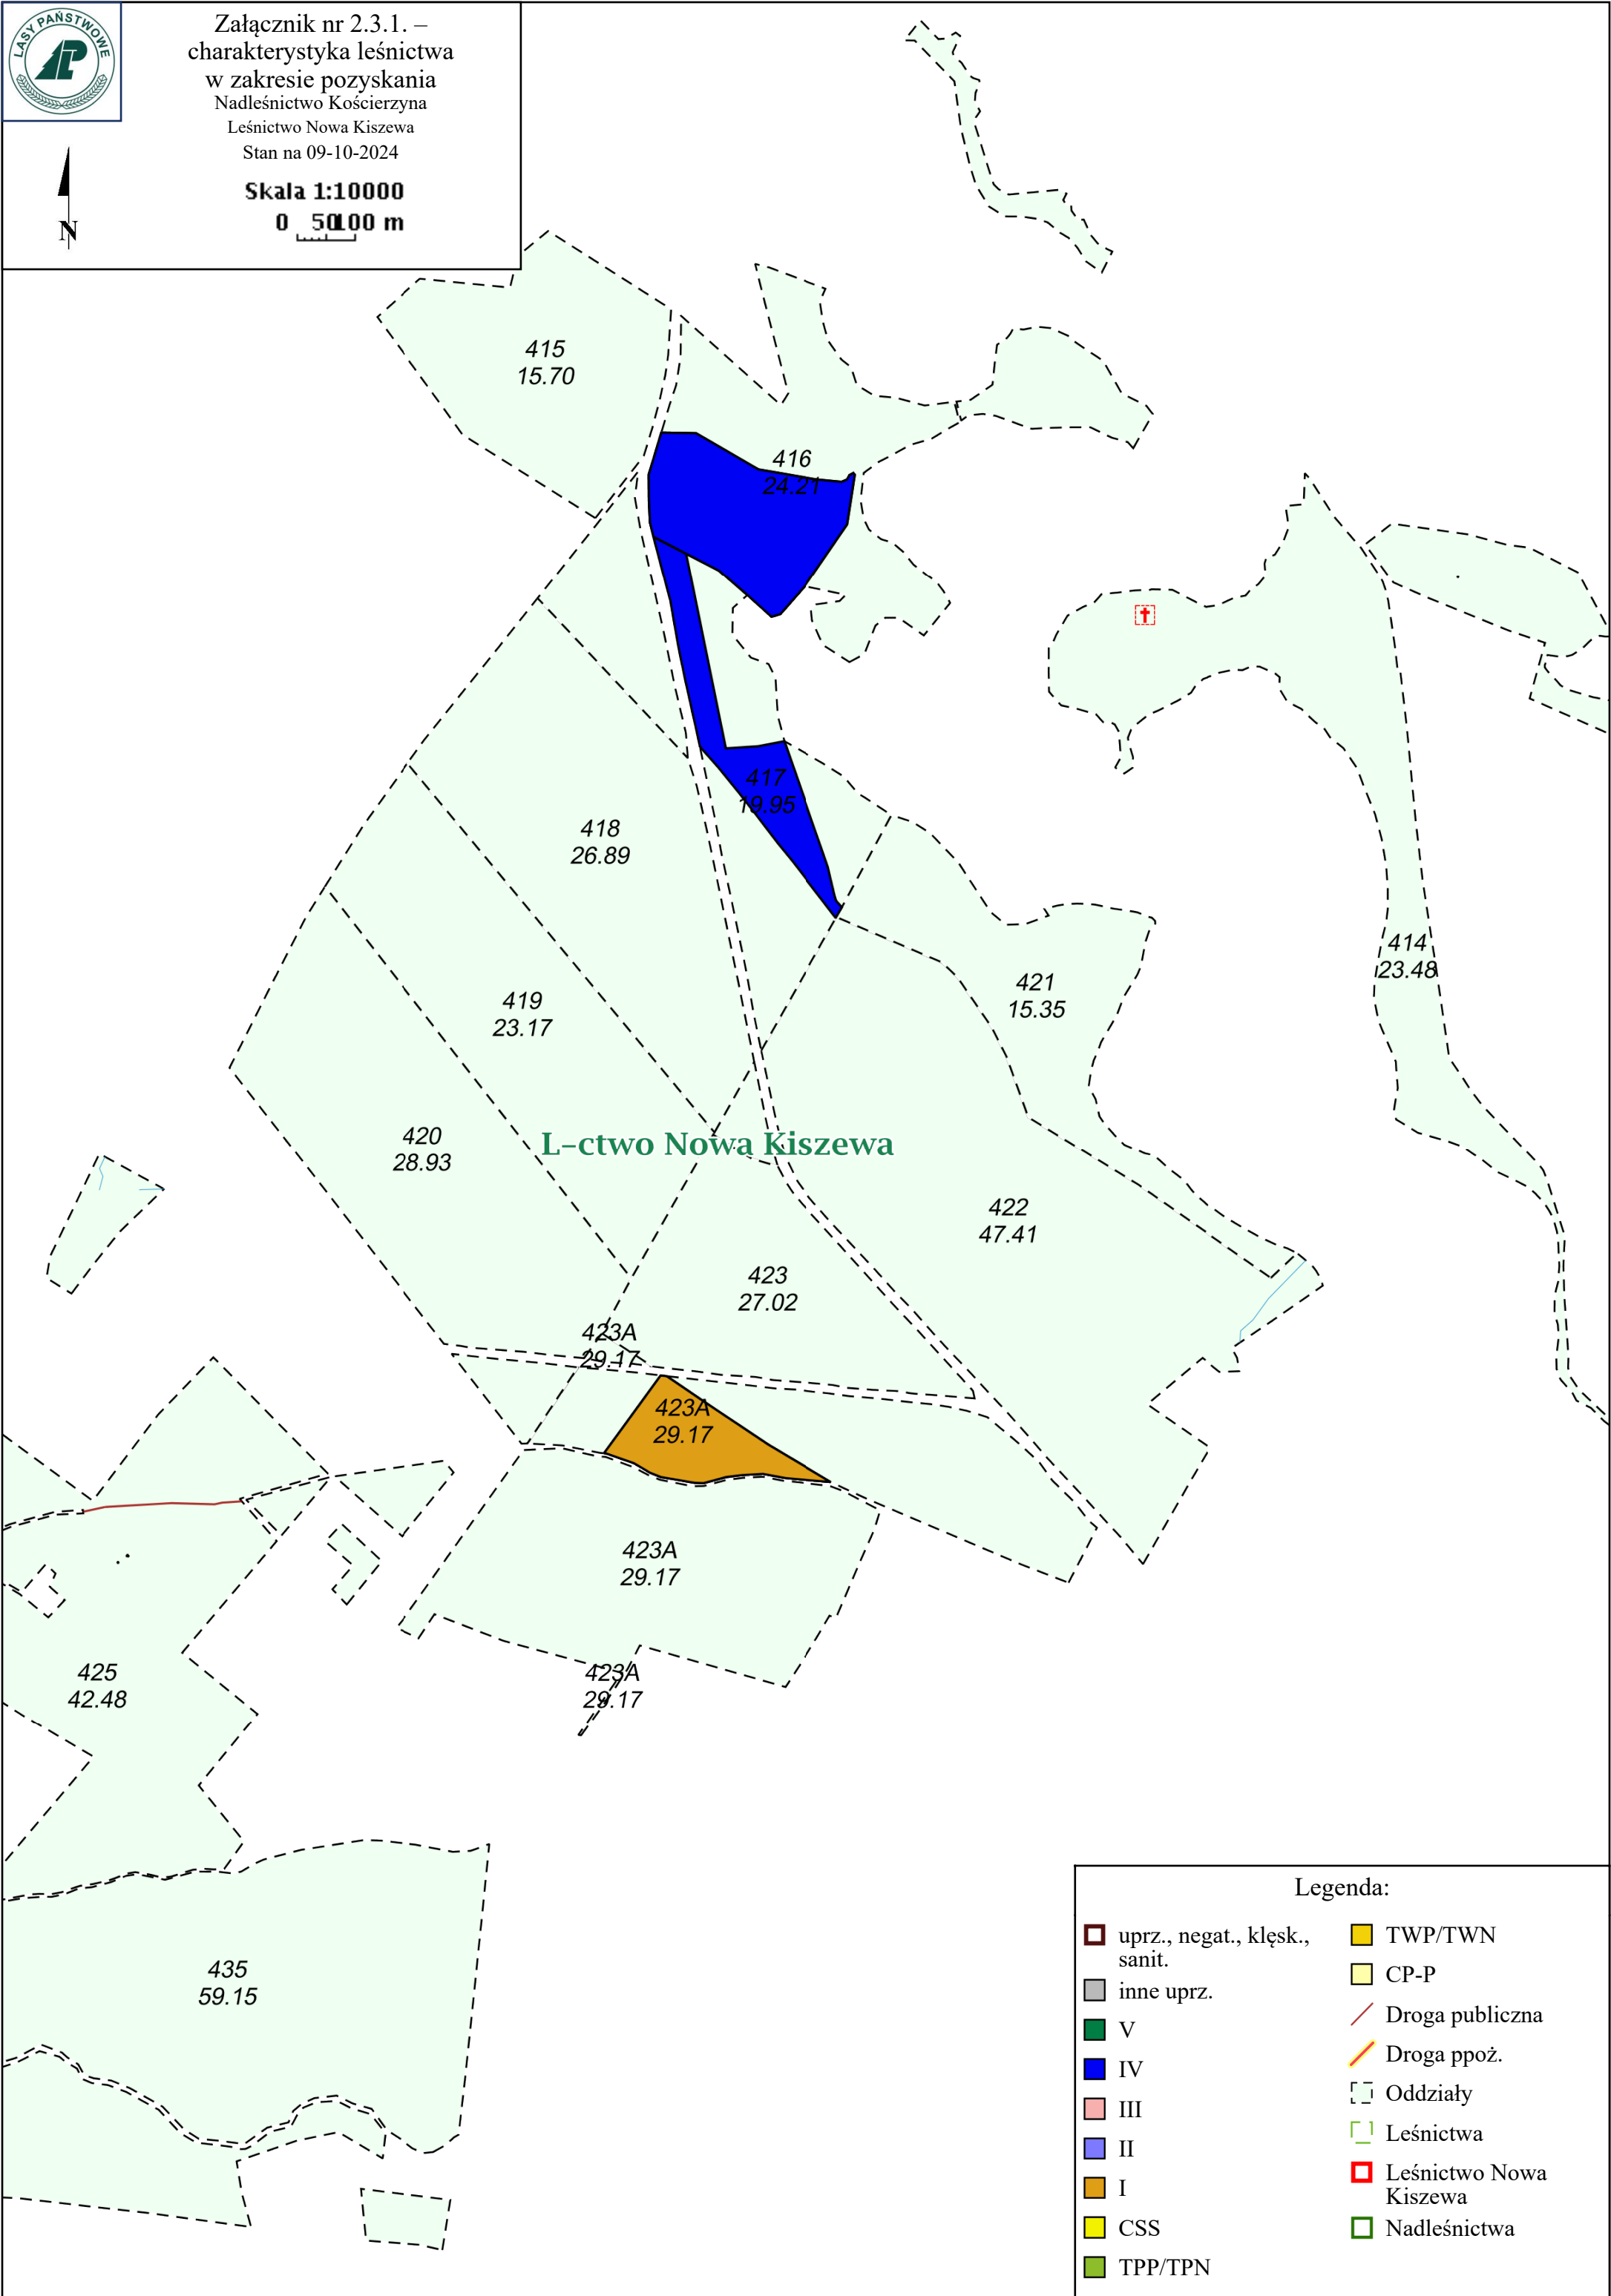 LASY PAŃSTWOWE
Załącznik nr 2.3.1. –
charakterystyka leśnictwa
w zakresie pozyskania
Nadleśnictwo Kościerzyna
Leśnictwo Nowa Kiszewa
Stan na 09-10-2024
Skala 1:10000
0 50 100 m
N
415
15.70
416
24.21
417
19.95
418
26.89
414
23.48
421
15.35
419
23.17
420
28.93
L–ctwo Nowa Kiszewa
422
47.41
423
27.02
423A
29.17
423A
29.17
423A
29.17
423A
29.17
425
42.48
435
59.15
Legenda:
uprz., negat., klęsk.,
sanit.
inne uprz.
V
IV
III
II
I
CSS
TPP/TPN
TWP/TWN
CP-P
Droga publiczna
Droga ppoż.
Oddziały
Leśnictwa
Leśnictwo Nowa
Kiszewa
Nadleśnictwa